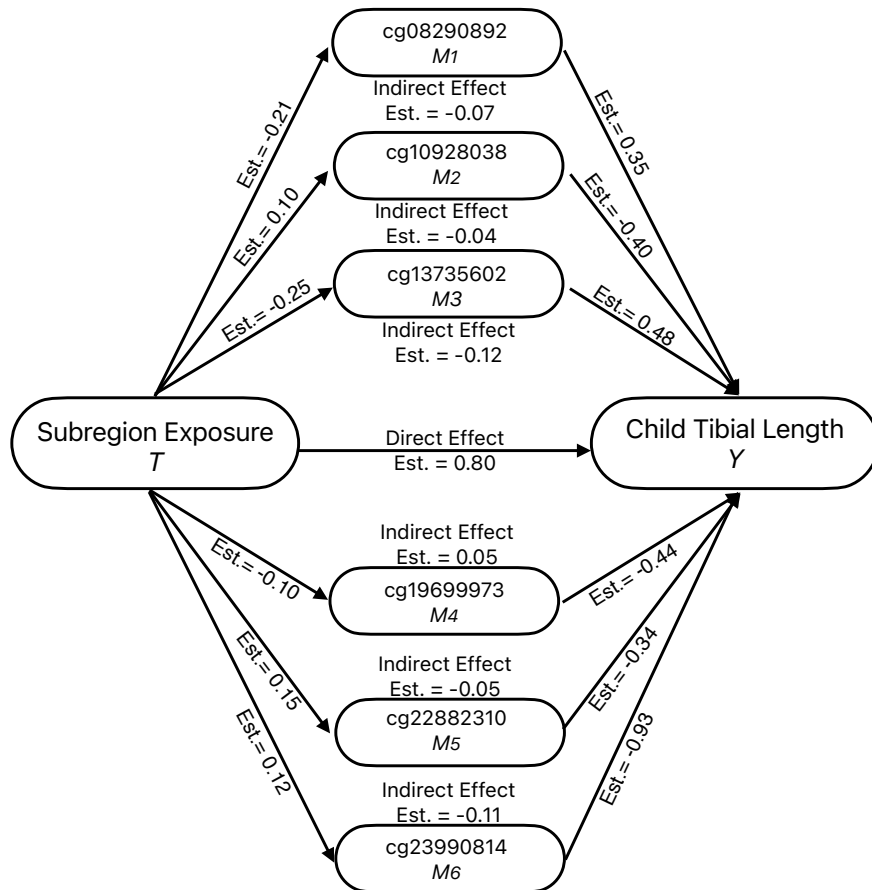 cg08290892
M1
Indirect Effect
Est. = -0.07
Est.= -0.21
Est.= 0.35
cg10928038
M2
Indirect Effect
Est. = -0.04
Est.= 0.10
Est.= -0.40
cg13735602
M3
Indirect Effect
Est. = -0.12
Est.= -0.25
Est.= 0.48
Subregion Exposure
T
Direct Effect
Est. = 0.80
Child Tibial Length
Y
Indirect Effect
Est. = 0.05
cg19699973
M4
Est.= -0.10
Est.= -0.44
Indirect Effect
Est. = -0.05
cg22882310
M5
Est.= 0.15
Est.= -0.34
Indirect Effect
Est. = -0.11
cg23990814
M6
Est.= 0.12
Est.= -0.93